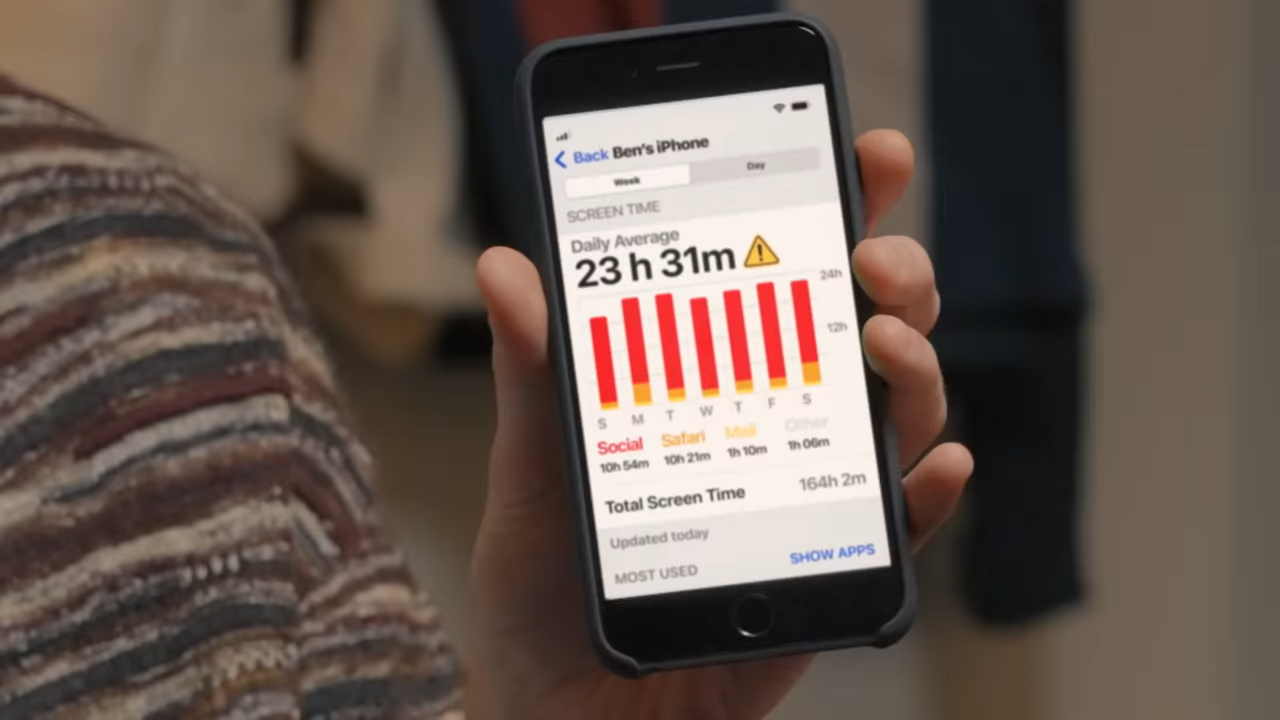 Back Ben's iPhone
Week Day
SCREEN TIME
Daily Average
23 h 31m
24h
12h
S M T W T F S
Social Safari Mail Other
10h 54m 10h 21m 1h 10m 1h 06m
Total Screen Time 164h 2m
Updated today
SHOW APPS
MOST USED